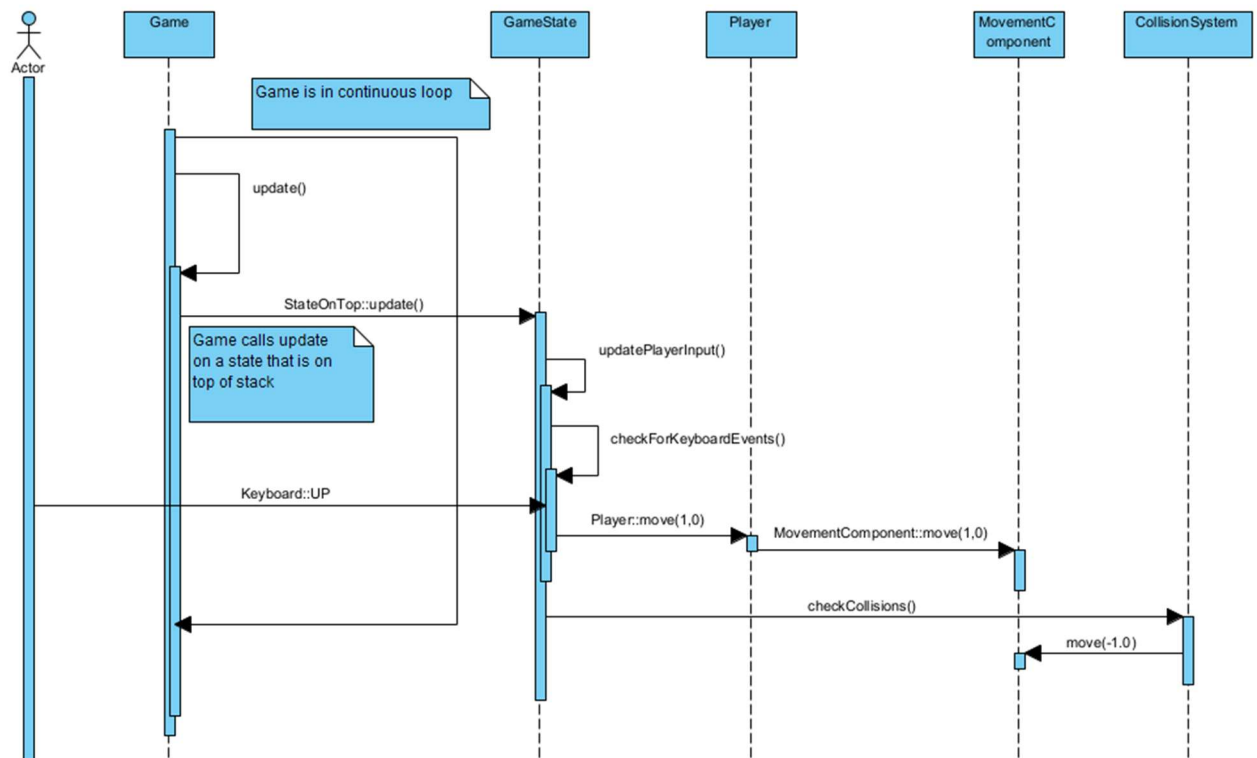 Actor
Game
GameState
Player
MovementC
omponent
CollisionSystem
Game is in continuous loop
update()
StateOnTop::update()
Game calls update
on a state that is on
top of stack
updatePlayerInput()
checkForKeyboardEvents()
Keyboard::UP
Player::move(1,0)
MovementComponent::move(1,0)
checkCollisions()
move(-1.0)